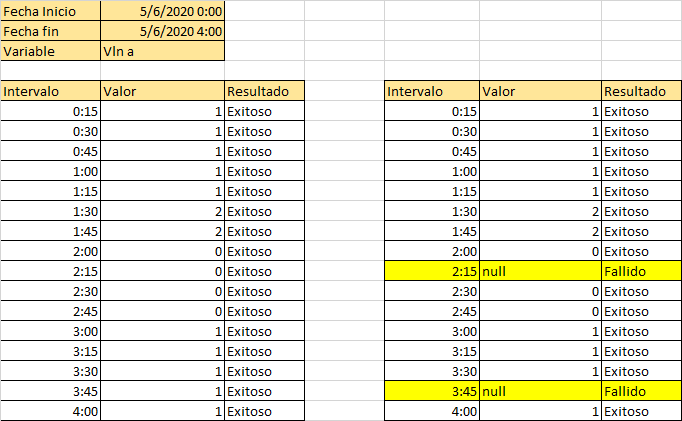 Fecha Inicio 5/6/2020 0:00
Fecha fin 5/6/2020 4:00
Variable Vln a
Intervalo Valor Resultado Intervalo Valor Resultado
0:15 1 Exitoso 0:15 1 Exitoso
0:30 1 Exitoso 0:30 1 Exitoso
0:45 1 Exitoso 0:45 1 Exitoso
1:00 1 Exitoso 1:00 1 Exitoso
1:15 1 Exitoso 1:15 1 Exitoso
1:30 2 Exitoso 1:30 2 Exitoso
1:45 2 Exitoso 1:45 2 Exitoso
2:00 0 Exitoso 2:00 0 Exitoso
2:15 0 Exitoso 2:15 null Fallido
2:30 0 Exitoso 2:30 0 Exitoso
2:45 0 Exitoso 2:45 0 Exitoso
3:00 1 Exitoso 3:00 1 Exitoso
3:15 1 Exitoso 3:15 1 Exitoso
3:30 1 Exitoso 3:30 1 Exitoso
3:45 1 Exitoso 3:45 null Fallido
4:00 1 Exitoso 4:00 1 Exitoso